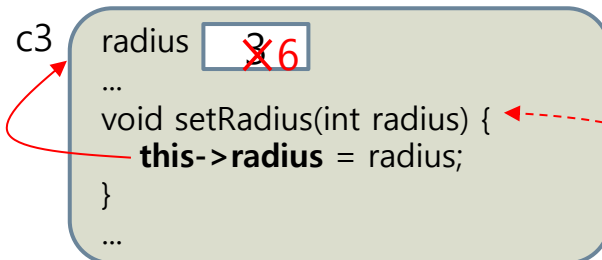 c3
radius 3 6
...
void setRadius(int radius) {
this->radius = radius;
}
...